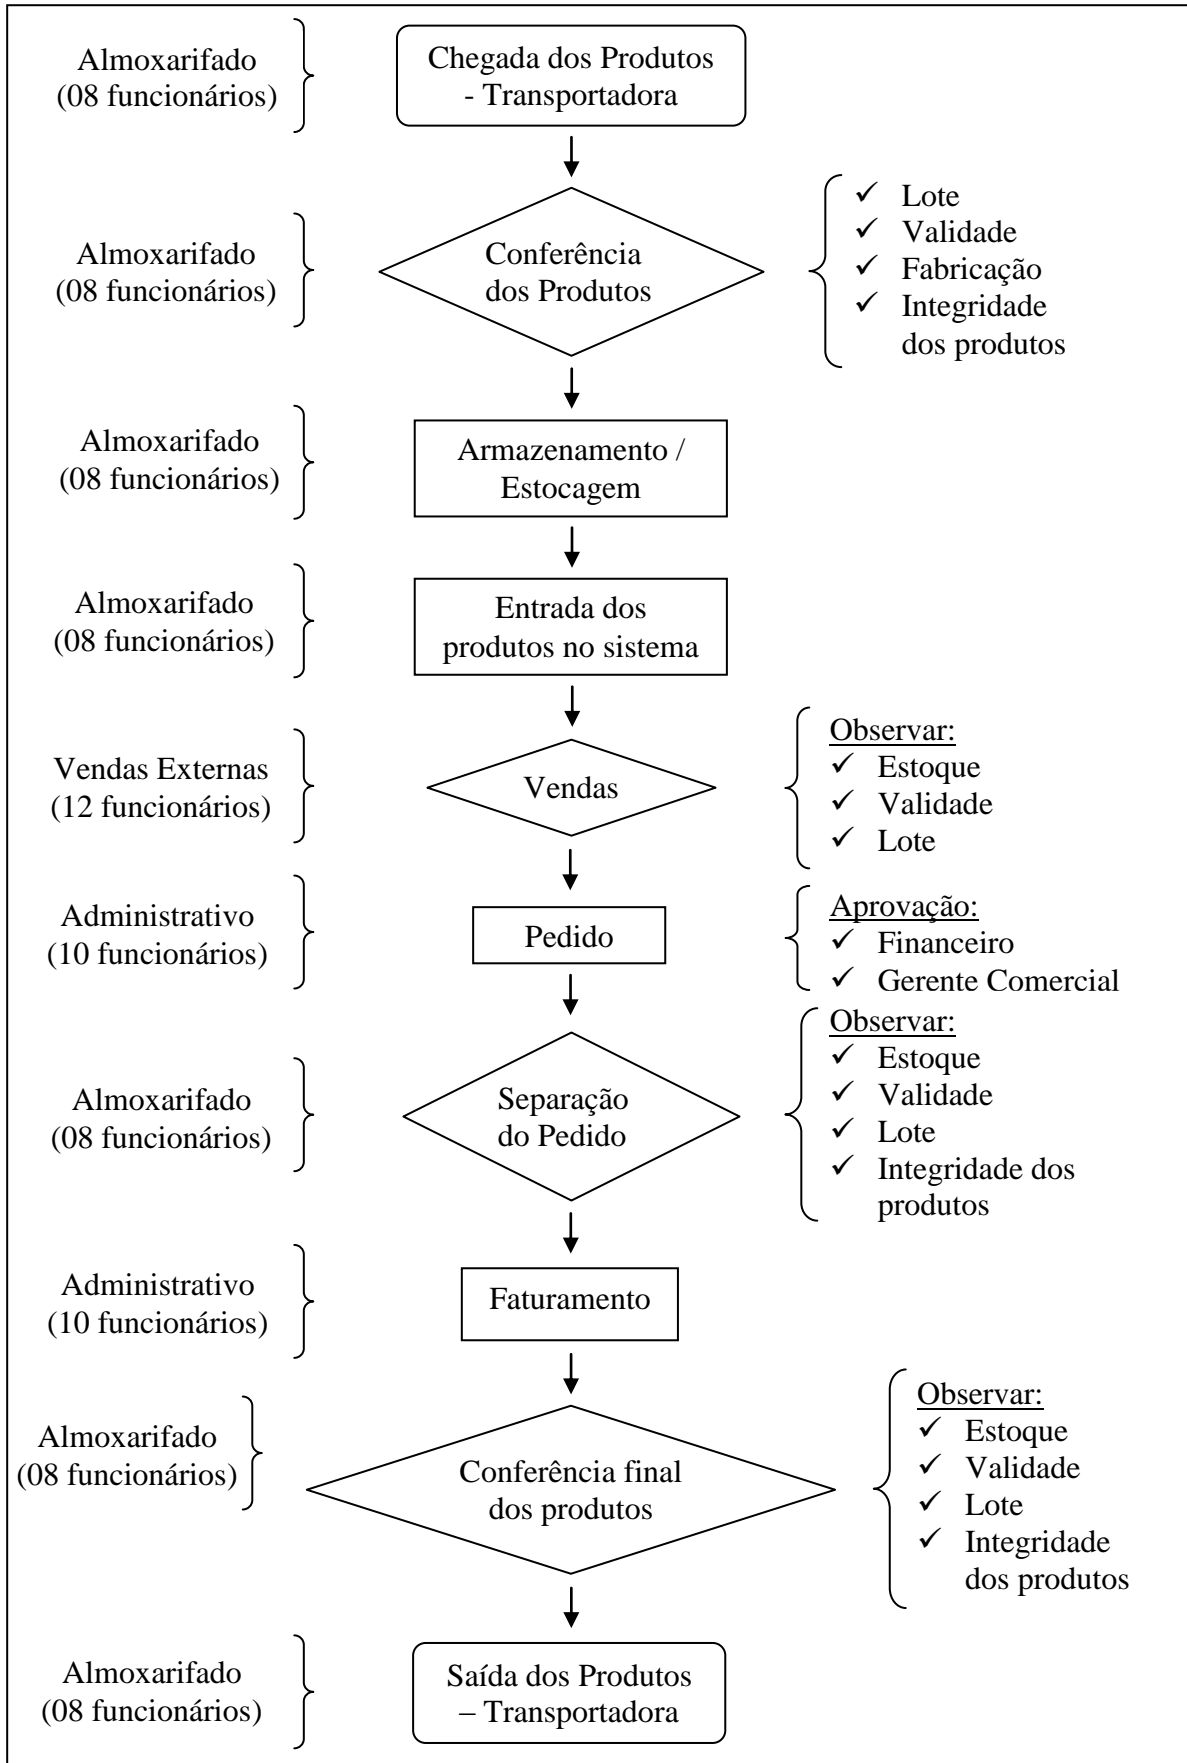 Almoxarifado
(08 funcionários)
Chegada dos Produtos
- Transportadora
Almoxarifado
(08 funcionários)
Conferência
dos Produtos
✓ Lote
✓ Validade
✓ Fabricação
✓ Integridade
dos produtos
Almoxarifado
(08 funcionários)
Armazenamento /
Estocagem
Almoxarifado
(08 funcionários)
Entrada dos
produtos no sistema
Vendas Externas
(12 funcionários)
Vendas
Observar:
✓ Estoque
✓ Validade
✓ Lote
Administrativo
(10 funcionários)
Pedido
Aprovação:
✓ Financeiro
✓ Gerente Comercial
Almoxarifado
(08 funcionários)
Separação
do Pedido
Observar:
✓ Estoque
✓ Validade
✓ Lote
✓ Integridade dos
produtos
Administrativo
(10 funcionários)
Faturamento
Almoxarifado
(08 funcionários)
Conferência final
dos produtos
Observar:
✓ Estoque
✓ Validade
✓ Lote
✓ Integridade
dos produtos
Almoxarifado
(08 funcionários)
Saída dos Produtos
– Transportadora